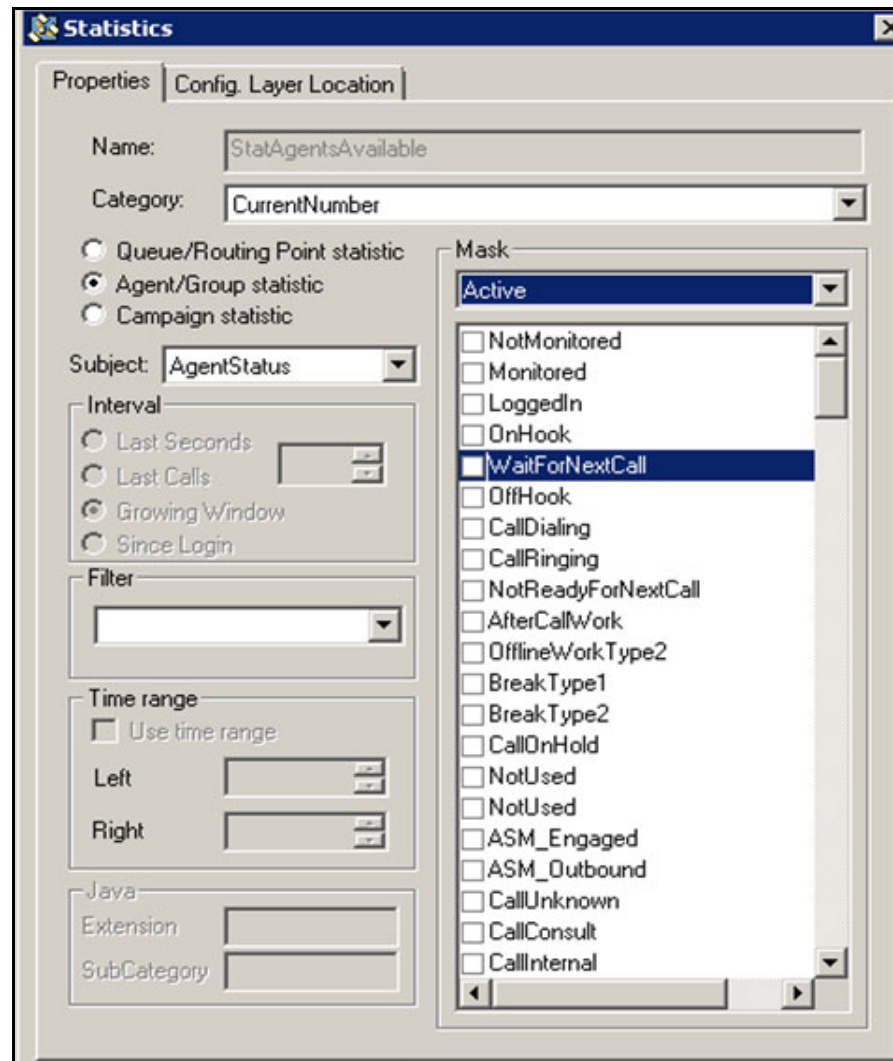 Statistics
Properties
Config. Layer Location
Name:
StatAgentsAvailable
Category:
CurrentNumber
Queue/Routing Point statistic
Agent/Group statistic
Campaign statistic
Subject:
AgentStatus
Interval
Last Seconds
Last Calls
Growing Window
Since Login
Filter
Time range
Use time range
Left
Right
Java
Extension
SubCategory
Mask
Active
NotMonitored
Monitored
LoggedIn
OnHook
WaitForNextCall
OffHook
CallDialing
CallRinging
NotReadyForNextCall
AfterCallWork
OfflineWorkType2
BreakType1
BreakType2
CallOnHold
NotUsed
NotUsed
ASM_Engaged
ASM_Outbound
CallUnknown
CallConsult
CallInternal